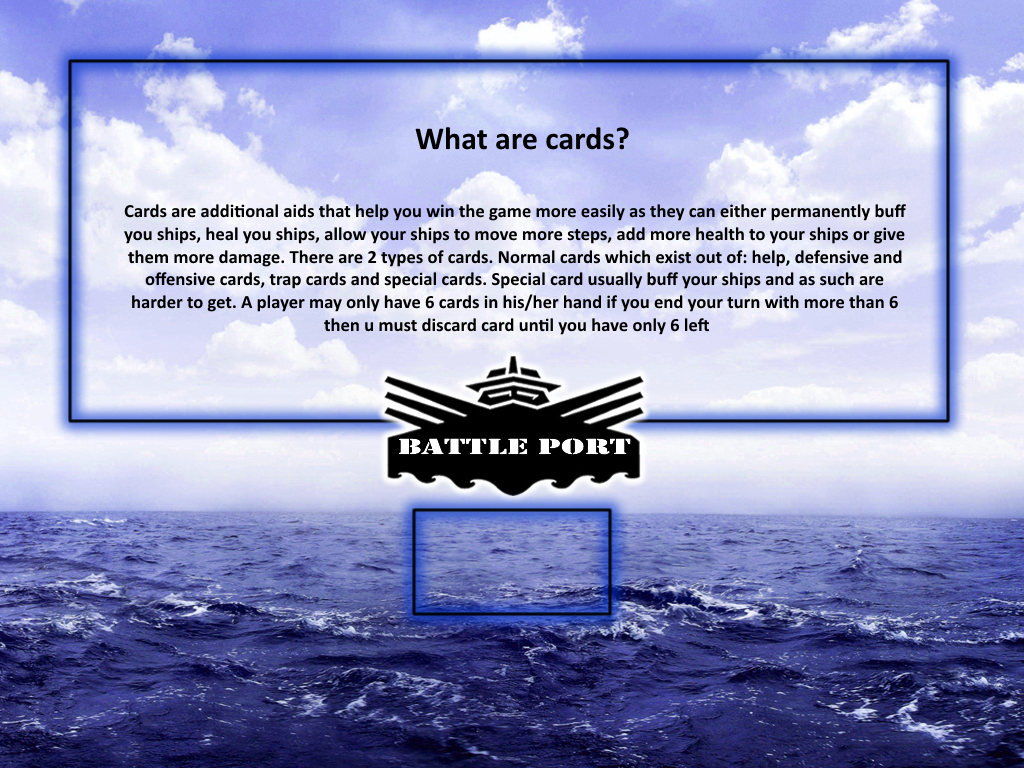 What are cards?
Cards are additional aids that help you win the game more easily as they can either permanently buff
you ships, heal you ships, allow your ships to move more steps, add more health to your ships or give
them more damage. There are 2 types of cards. Normal cards which exist out of: help, defensive and
offensive cards, trap cards and special cards. Special card usually buff your ships and as such are
harder to get. A player may only have 6 cards in his/her hand if you end your turn with more than 6
then u must discard card until you have only 6 left
BATTLE PORT